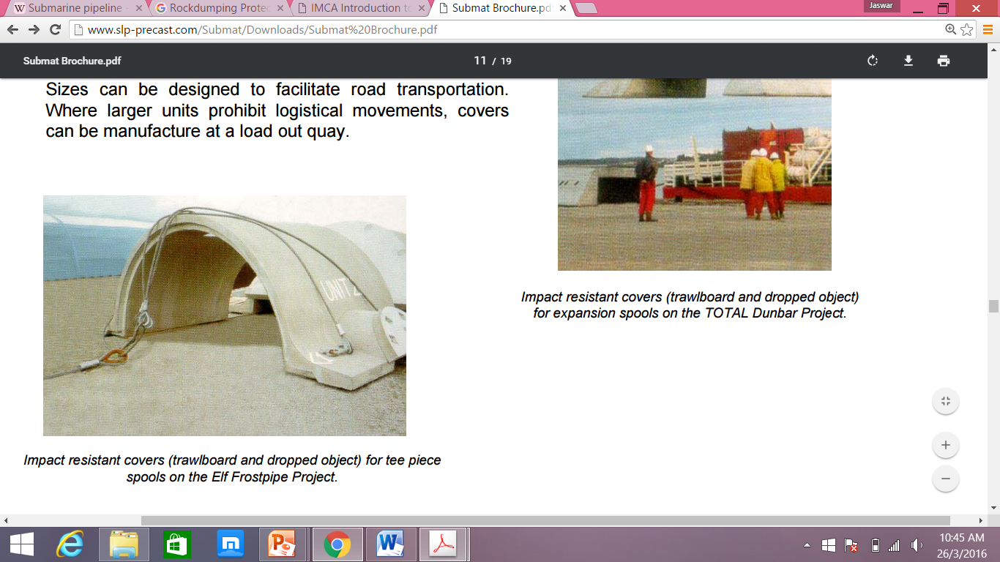 Submarine pipeline -
Rockdumping Protec
IMCA Introduction to
Submat Brochure.pd
Jaswar
www.slp-precast.com/Submat/Downloads/Submat%20Brochure.pdf
Submat Brochure.pdf
11 / 19
Sizes can be designed to facilitate road transportation.
Where larger units prohibit logistical movements, covers
can be manufacture at a load out quay.
UNIT 2
Impact resistant covers (trawlboard and dropped object)
for expansion spools on the TOTAL Dunbar Project.
Impact resistant covers (trawlboard and dropped object) for tee piece
spools on the Elf Frostpipe Project.
10:45 AM
26/3/2016